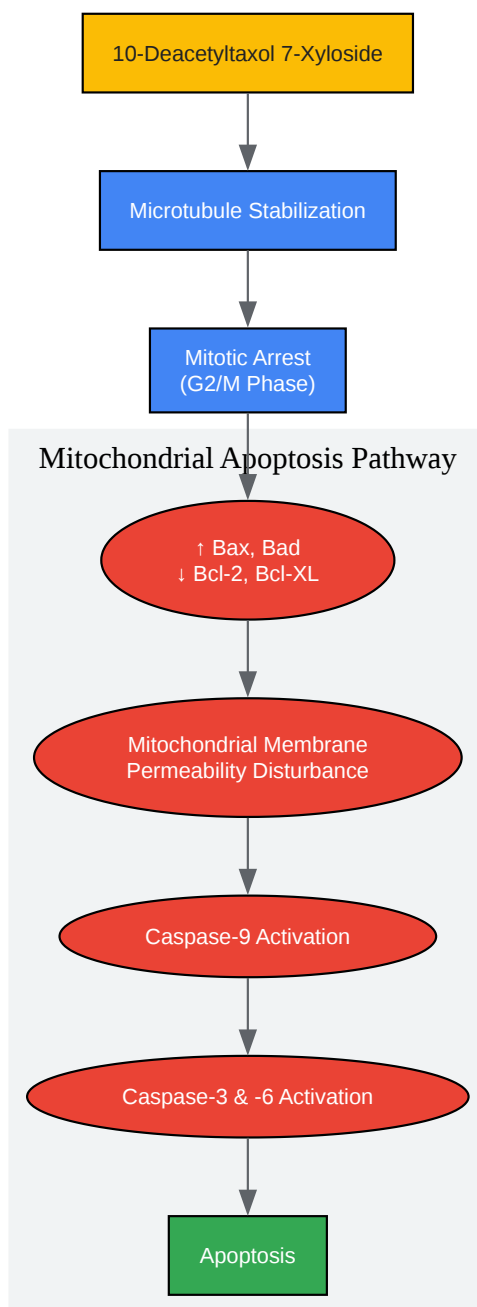 10-Deacetyltaxol 7-Xyloside
Microtubule Stabilization
Mitotic Arrest
(G2/M Phase)
Mitochondrial Apoptosis Pathway
↑ Bax, Bad
↓ Bcl-2, Bcl-XL
Mitochondrial Membrane
Permeability Disturbance
Caspase-9 Activation
Caspase-3 & -6 Activation
Apoptosis